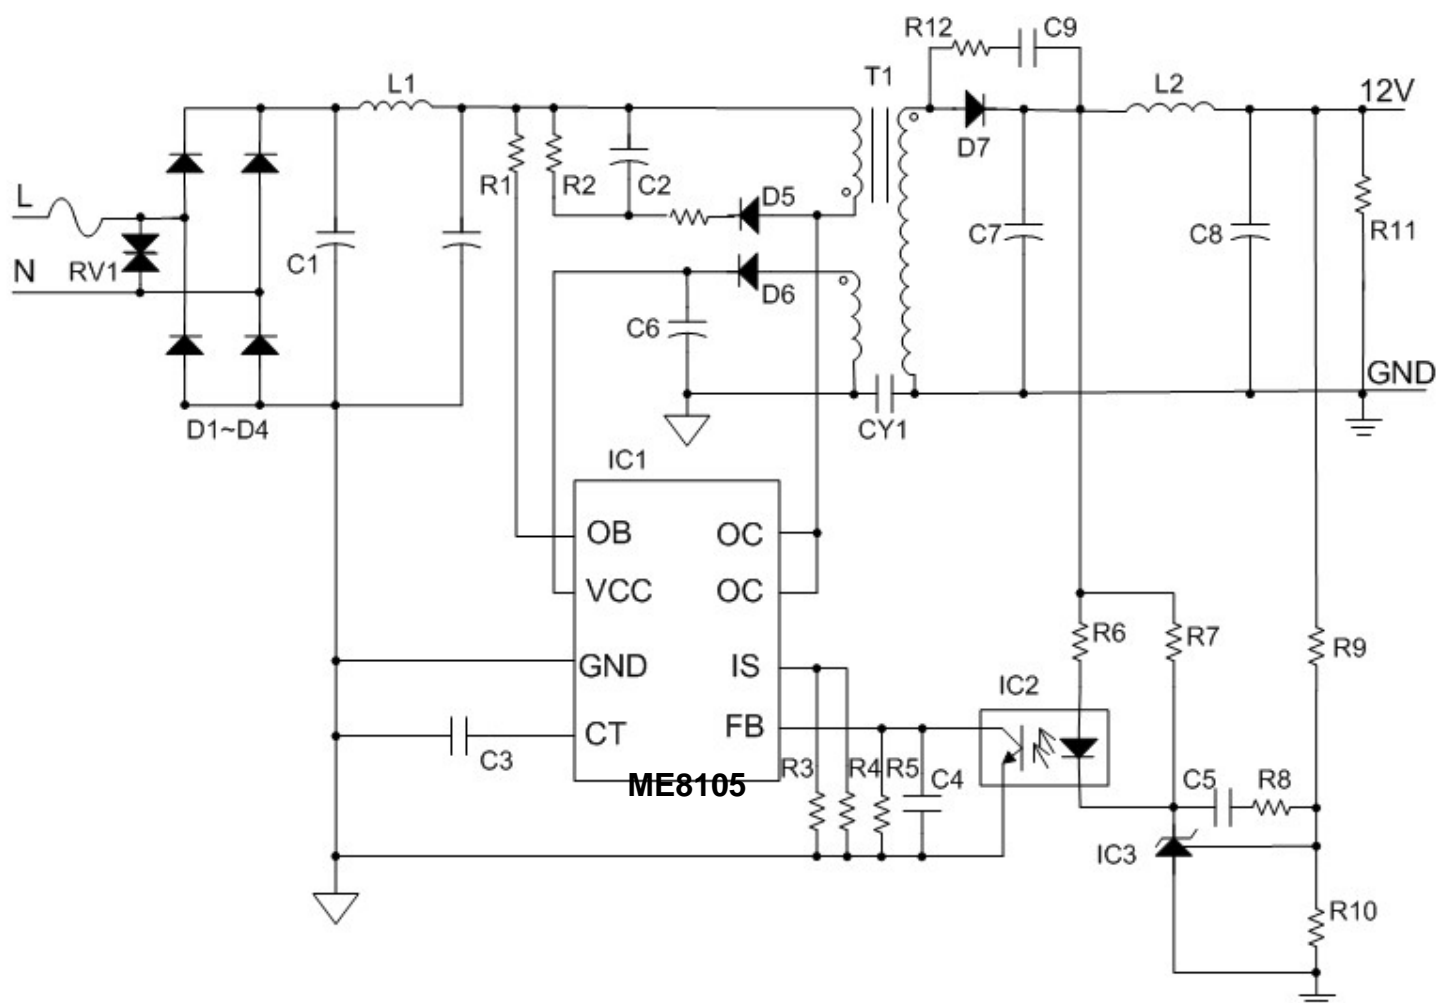 R12 C9
T1
L1 L2 12V
D7
R1 R2 C2 D5
L
RV1
N
C1
D6
C6
C7 C8 R11
GND
D1~D4
CY1
IC1
OB OC
VCC OC
GND IS
CT FB
ME8105
C3
R3 R4 R5 C4
IC2
R6 R7 R9
C5 R8
IC3
R10